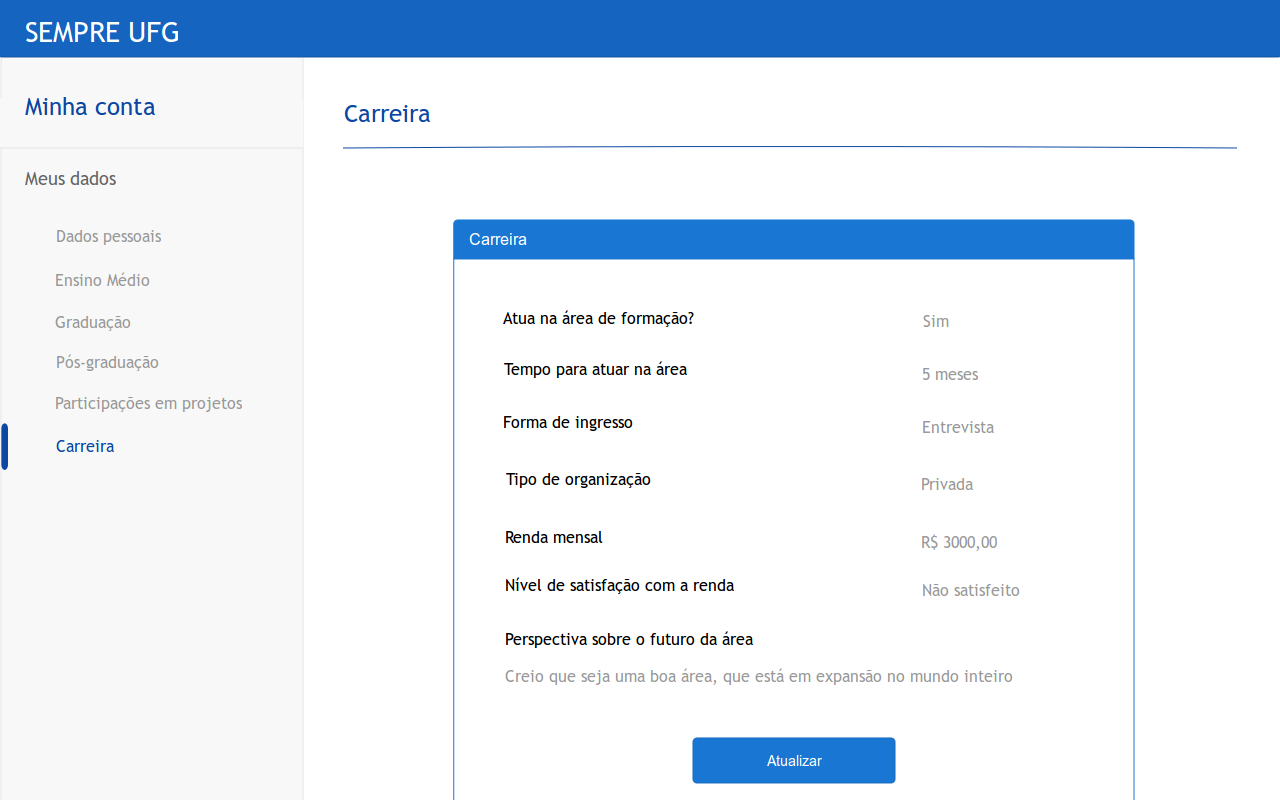 SEMPRE UFG
Minha conta
Meus dados
Dados pessoais
Ensino Médio
Graduação
Pós-graduação
Participações em projetos
Carreira
Carreira
Carreira
Atua na área de formação? Sim
Tempo para atuar na área 5 meses
Forma de ingresso Entrevista
Tipo de organização Privada
Renda mensal R$ 3000,00
Nível de satisfação com a renda Não satisfeito
Perspectiva sobre o futuro da área
Creio que seja uma boa área, que está em expansão no mundo inteiro
Atualizar